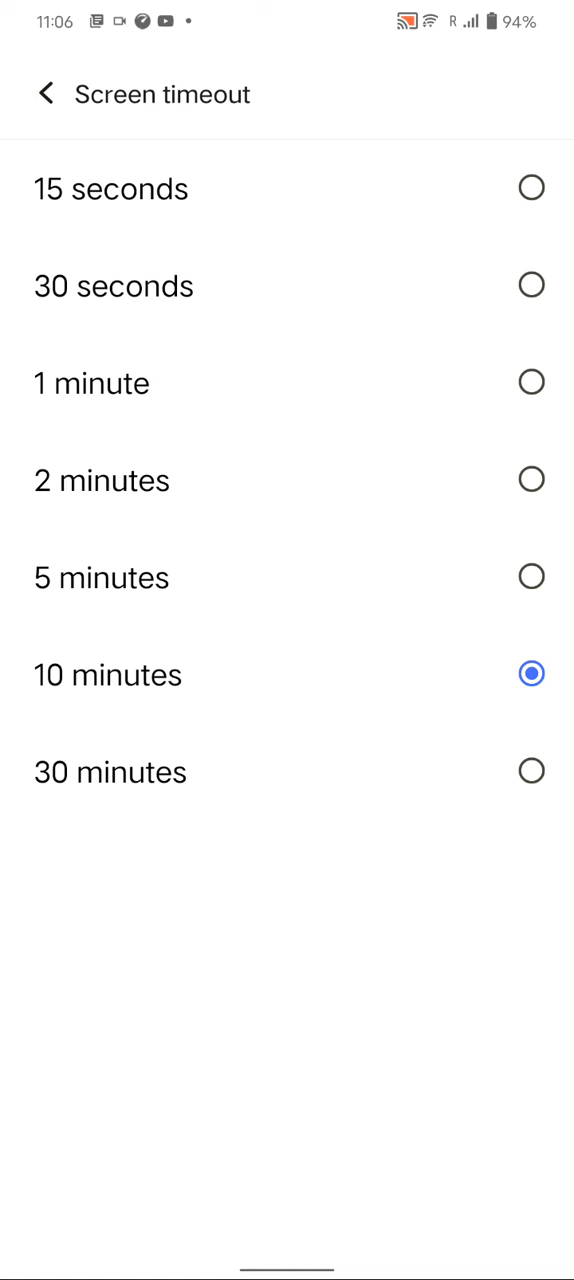 11:06 R 94%
Screen timeout
15 seconds
30 seconds
1 minute
2 minutes
5 minutes
10 minutes
30 minutes